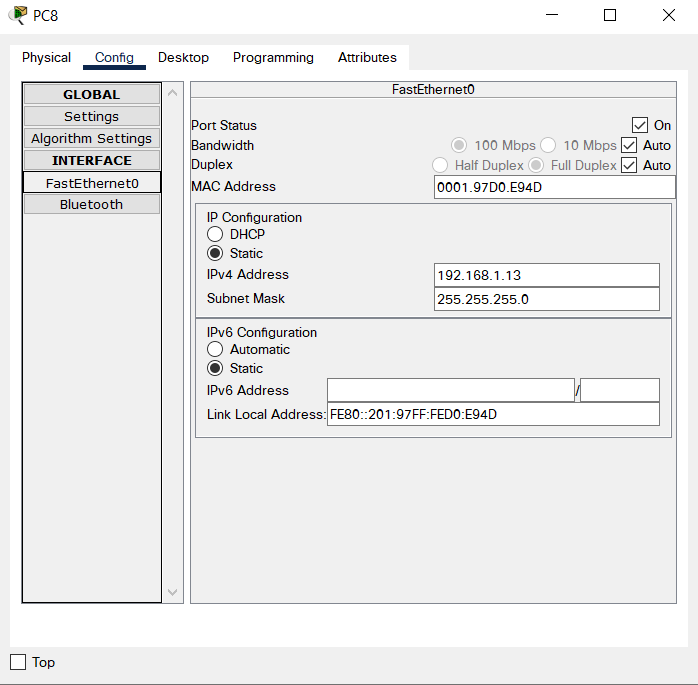 PC8
Physical Config Desktop Programming Attributes
GLOBAL
Settings
Algorithm Settings
INTERFACE
FastEthernet0
Bluetooth
FastEthernet0
Port Status On
Bandwidth 100 Mbps 10 Mbps Auto
Duplex Half Duplex Full Duplex Auto
MAC Address 0001.97D0.E94D
IP Configuration
DHCP
Static
IPv4 Address 192.168.1.13
Subnet Mask 255.255.255.0
IPv6 Configuration
Automatic
Static
IPv6 Address /
Link Local Address: FE80::201:97FF:FED0:E94D
Top